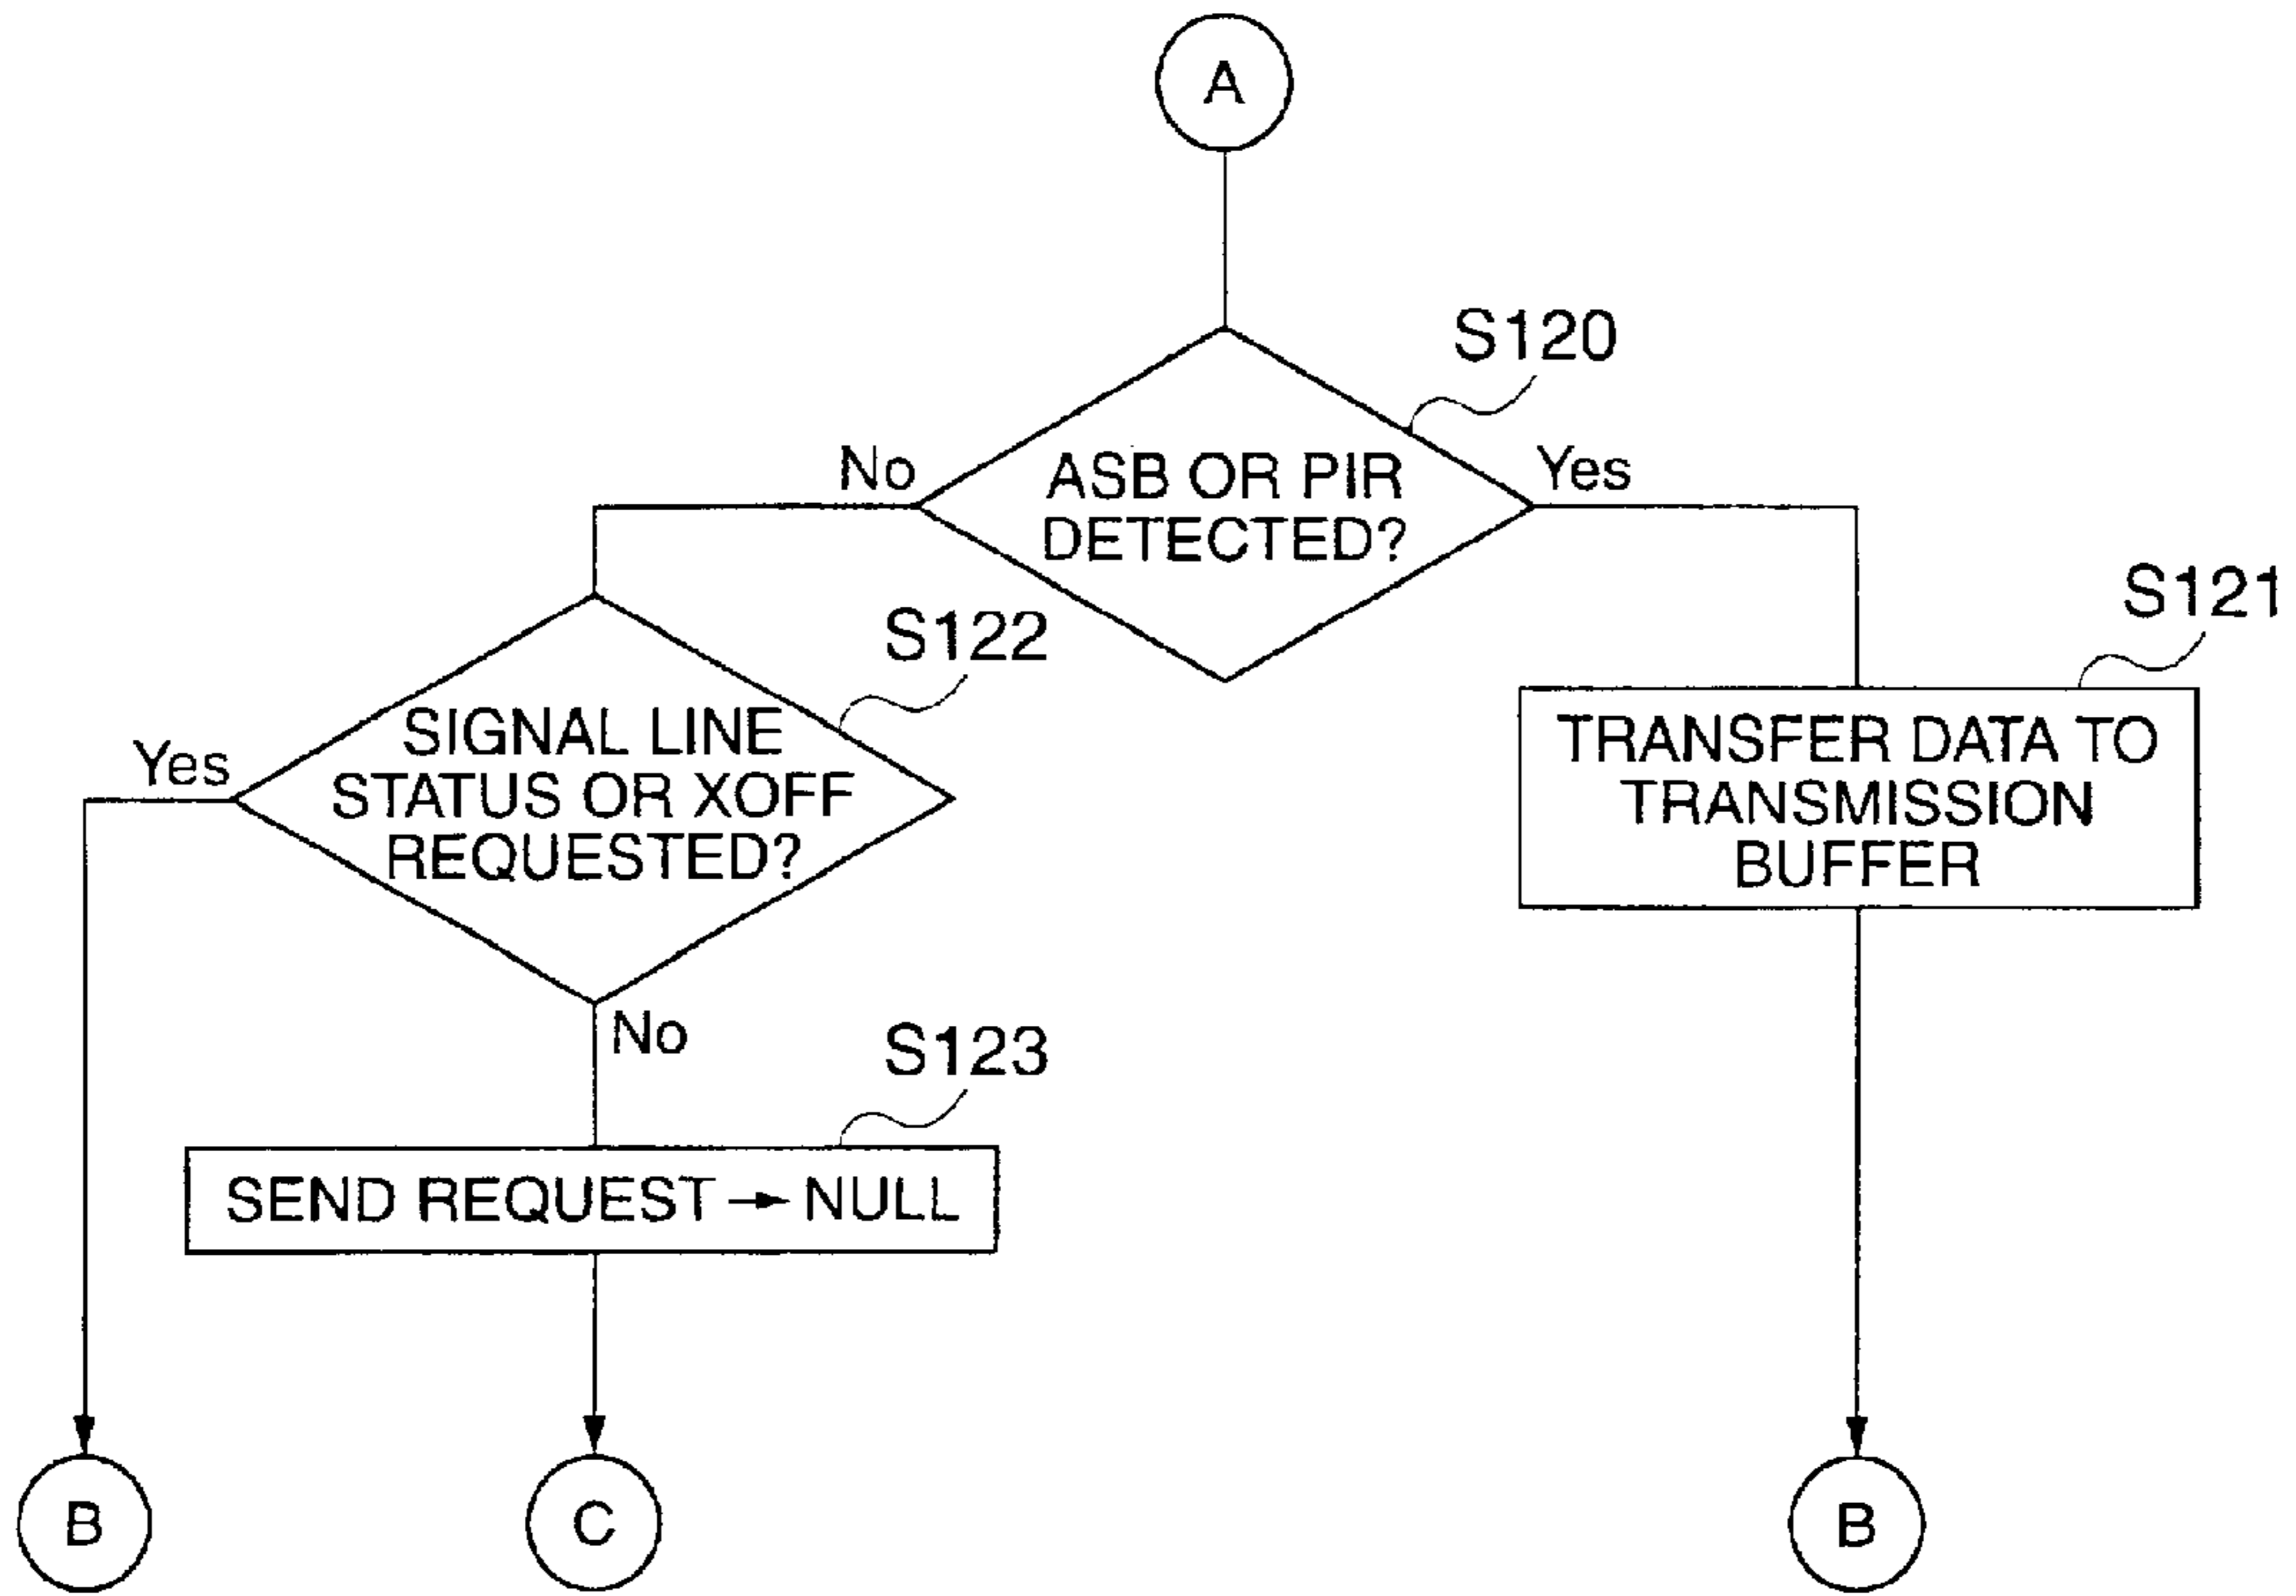 A
S120
No
ASB OR PIR
DETECTED?
Yes
S121
S122
SIGNAL LINE
STATUS OR XOFF
REQUESTED?
Yes
TRANSFER DATA TO
TRANSMISSION
BUFFER
No
S123
SEND REQUEST → NULL
B
C
B